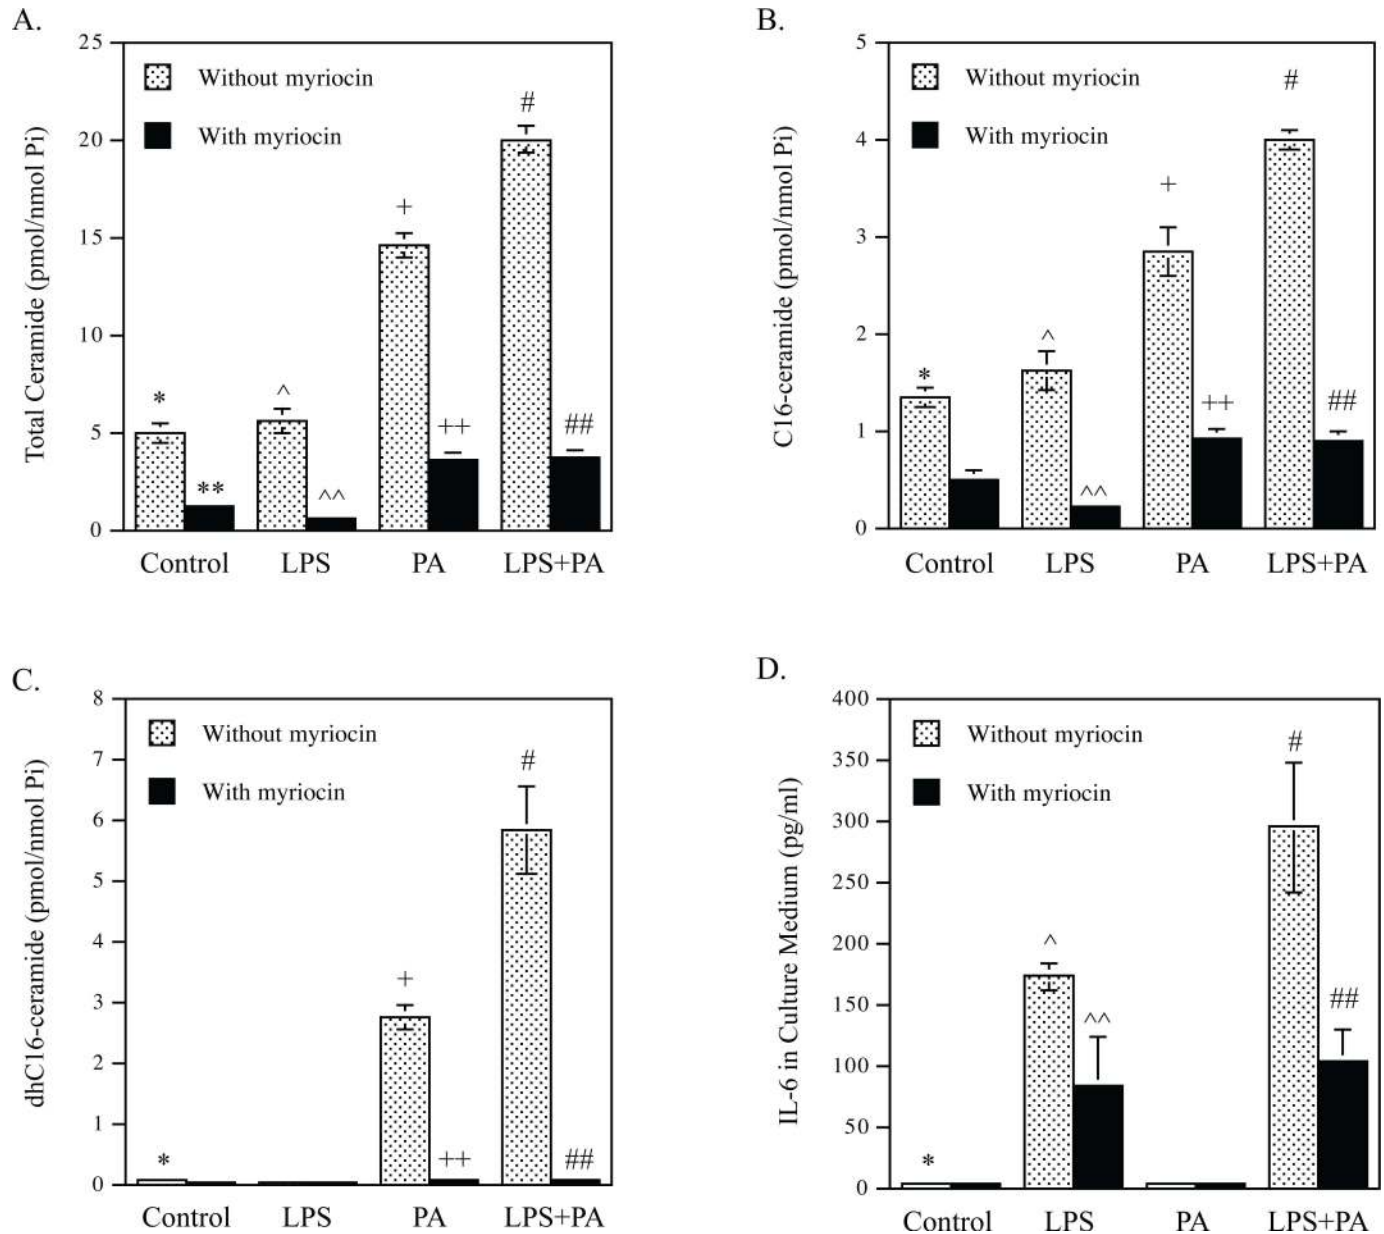 A.
Total Ceramide (pmol/nmol Pi)
25
20
15
10
5
0
Without myriocin
With myriocin
*
**
^
^^
+
++
#
##
Control LPS PA LPS+PA
B.
C16-ceramide (pmol/nmol Pi)
5
4
3
2
1
0
Without myriocin
With myriocin
*
^
^^
+
++
#
##
Control LPS PA LPS+PA
C.
dhC16-ceramide (pmol/nmol Pi)
8
7
6
5
4
3
2
1
0
Without myriocin
With myriocin
*
+
++
#
##
Control LPS PA LPS+PA
D.
IL-6 in Culture Medium (pg/ml)
400
350
300
250
200
150
100
50
0
Without myriocin
With myriocin
*
^
^^
#
##
Control LPS PA LPS+PA